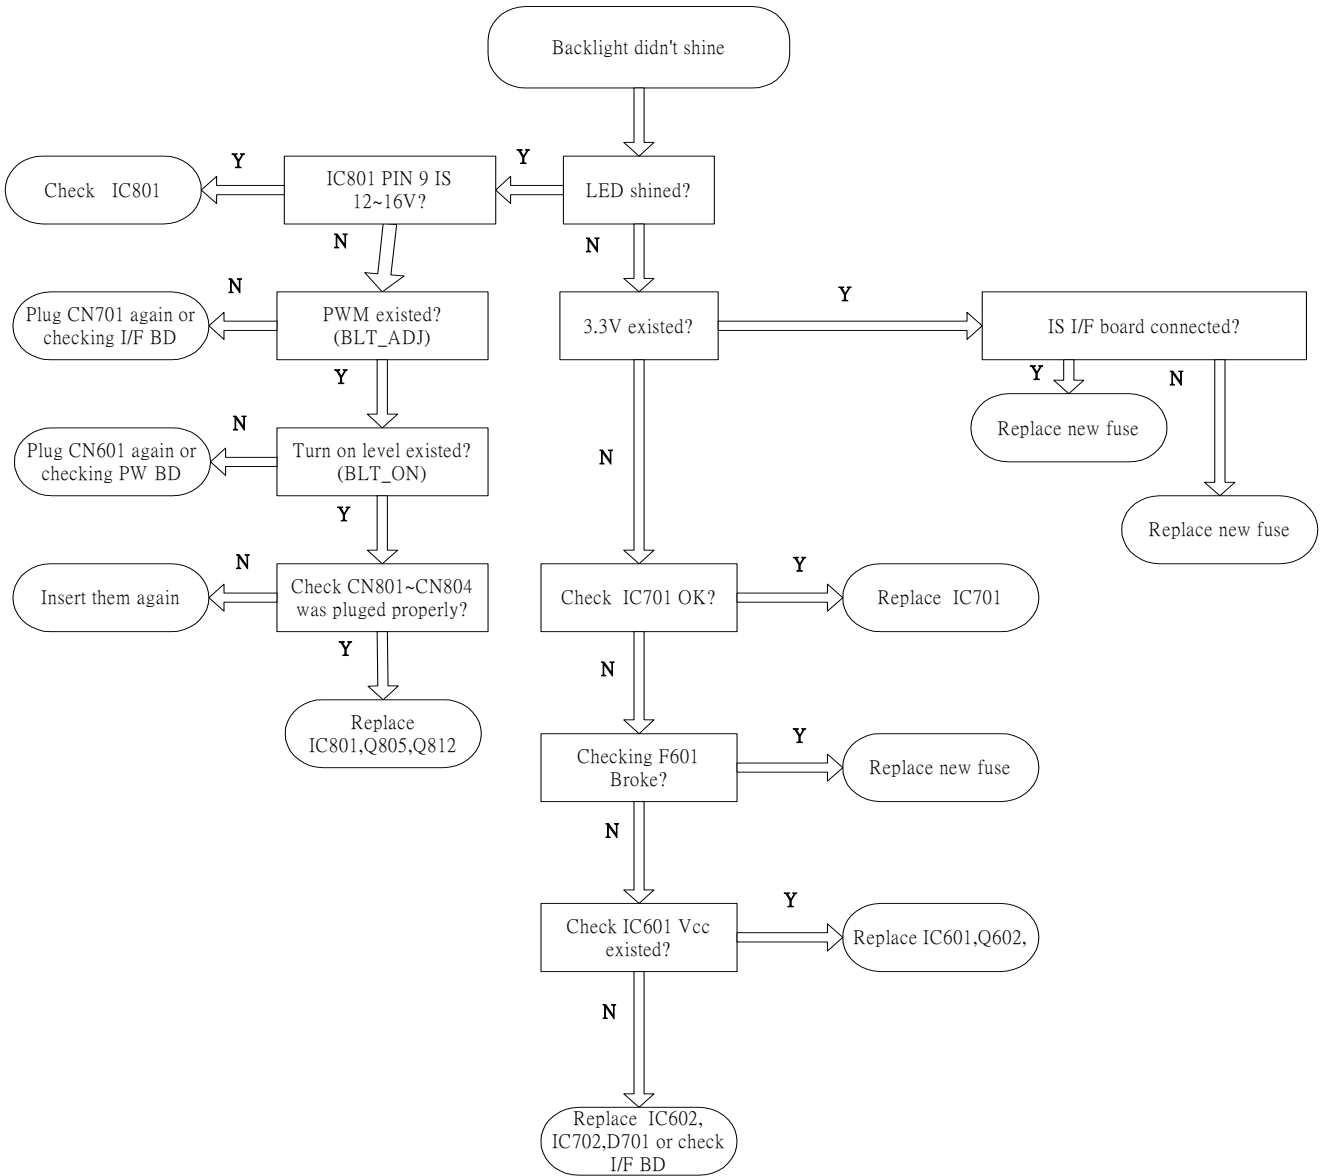 Backlight didn't shine
Y
Y
Check IC801
IC801 PIN 9 IS
12~16V?
LED shined?
N
N
N
Y
Plug CN701 again or
checking I/F BD
PWM existed?
(BLT_ADJ)
3.3V existed?
IS I/F board connected?
Y
Y
N
N
Replace new fuse
Plug CN601 again or
checking PW BD
Turn on level existed?
(BLT_ON)
N
Y
Replace new fuse
N
Y
Insert them again
Check CN801~CN804
was pluged properly?
Check IC701 OK?
Replace IC701
Y
N
Replace
IC801,Q805,Q812
Y
Checking F601
Broke?
Replace new fuse
N
Y
Check IC601 Vcc
existed?
Replace IC601,Q602,
N
Replace IC602,
IC702,D701 or check
I/F BD